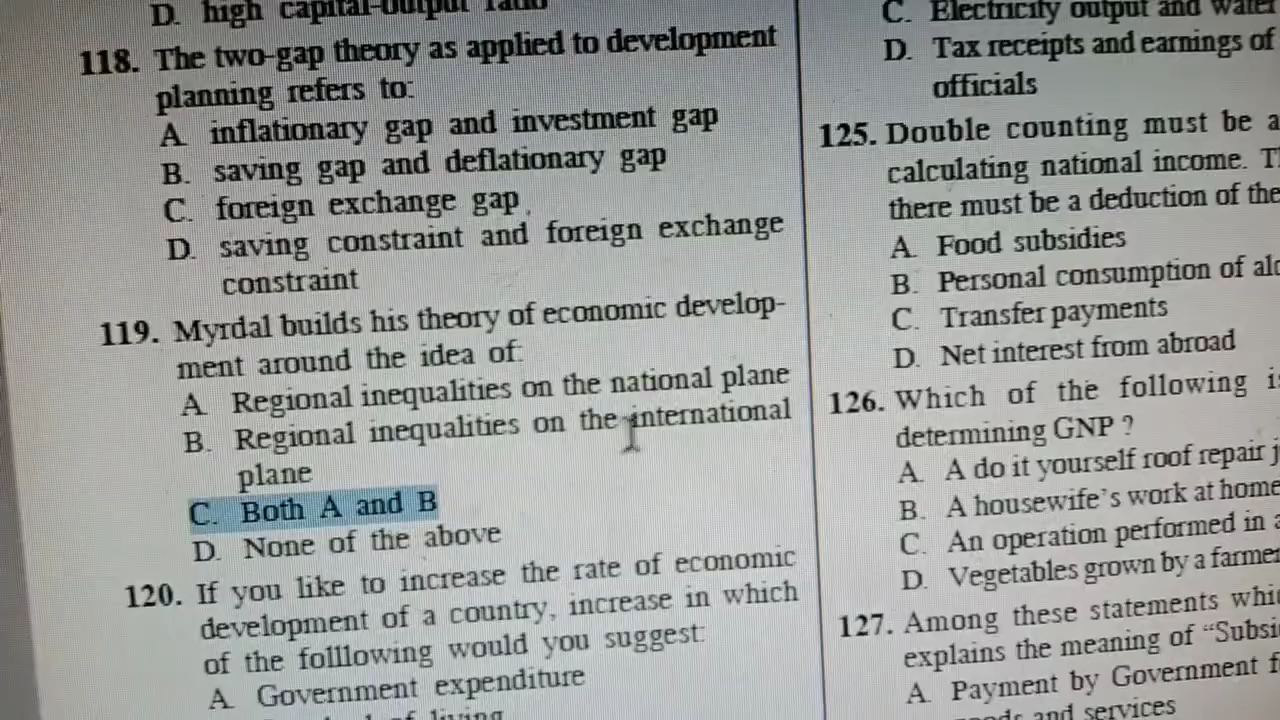 D. high capital-output ratio
118. The two-gap theory as applied to development
planning refers to:
A. inflationary gap and investment gap
B. saving gap and deflationary gap
C. foreign exchange gap
D. saving constraint and foreign exchange
constraint
119. Myrdal builds his theory of economic develop-
ment around the idea of:
A. Regional inequalities on the national plane
B. Regional inequalities on the international
plane
C. Both A and B
D. None of the above
120. If you like to increase the rate of economic
development of a country, increase in which
of the folllowing would you suggest:
A. Government expenditure
of living
C. Electricity output and water
D. Tax receipts and earnings of
officials
125. Double counting must be a
calculating national income. T
there must be a deduction of the
A. Food subsidies
B. Personal consumption of
C. Transfer payments
D. Net interest from abroad
126. Which of the following i
determining GNP ?
A. A do it yourself roof repair j
B. A housewife's work at home
C. An operation performed in
D. Vegetables grown by a farmer
127. Among these statements whi
explains the meaning of “Subsi
A. Payment by Government f
and services